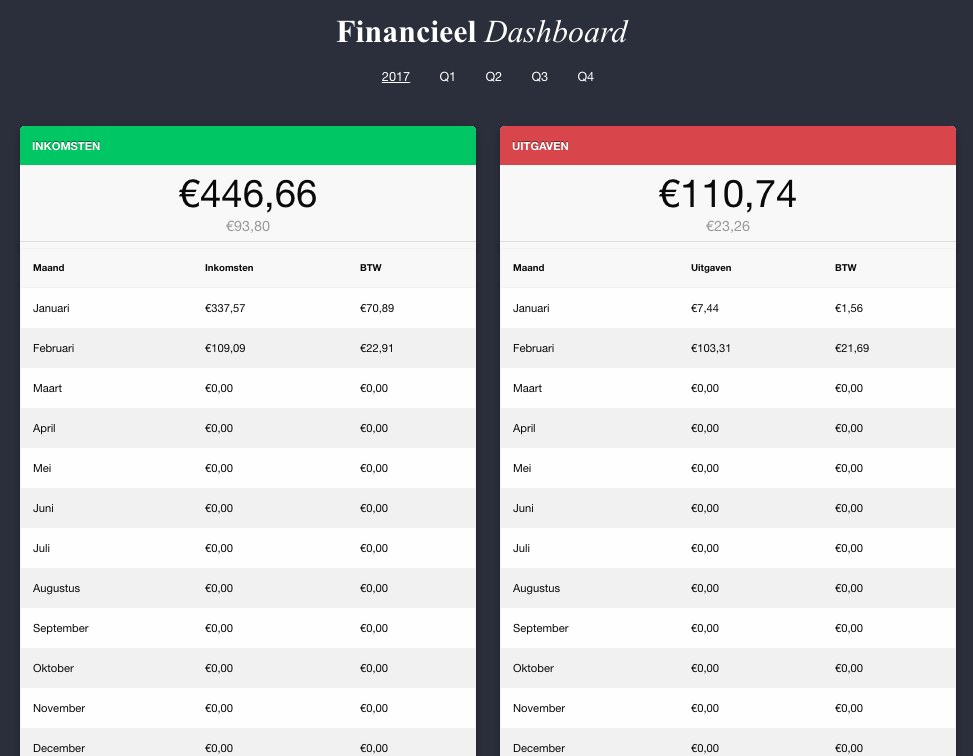 Financieel Dashboard
2017 Q1 Q2 Q3 Q4
INKOMSTEN
€446,66
€93,80
Maand Inkomsten BTW
Januari €337,57 €70,89
Februari €109,09 €22,91
Maart €0,00 €0,00
April €0,00 €0,00
Mei €0,00 €0,00
Juni €0,00 €0,00
Juli €0,00 €0,00
Augustus €0,00 €0,00
September €0,00 €0,00
Oktober €0,00 €0,00
November €0,00 €0,00
December €0,00 €0,00
UITGAVEN
€110,74
€23,26
Maand Uitgaven BTW
Januari €7,44 €1,56
Februari €103,31 €21,69
Maart €0,00 €0,00
April €0,00 €0,00
Mei €0,00 €0,00
Juni €0,00 €0,00
Juli €0,00 €0,00
Augustus €0,00 €0,00
September €0,00 €0,00
Oktober €0,00 €0,00
November €0,00 €0,00
December €0,00 €0,00